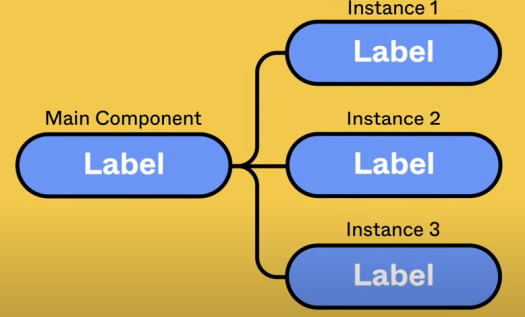 Instance 1
Label
Main Component
Label
Instance 2
Label
Instance 3
Label